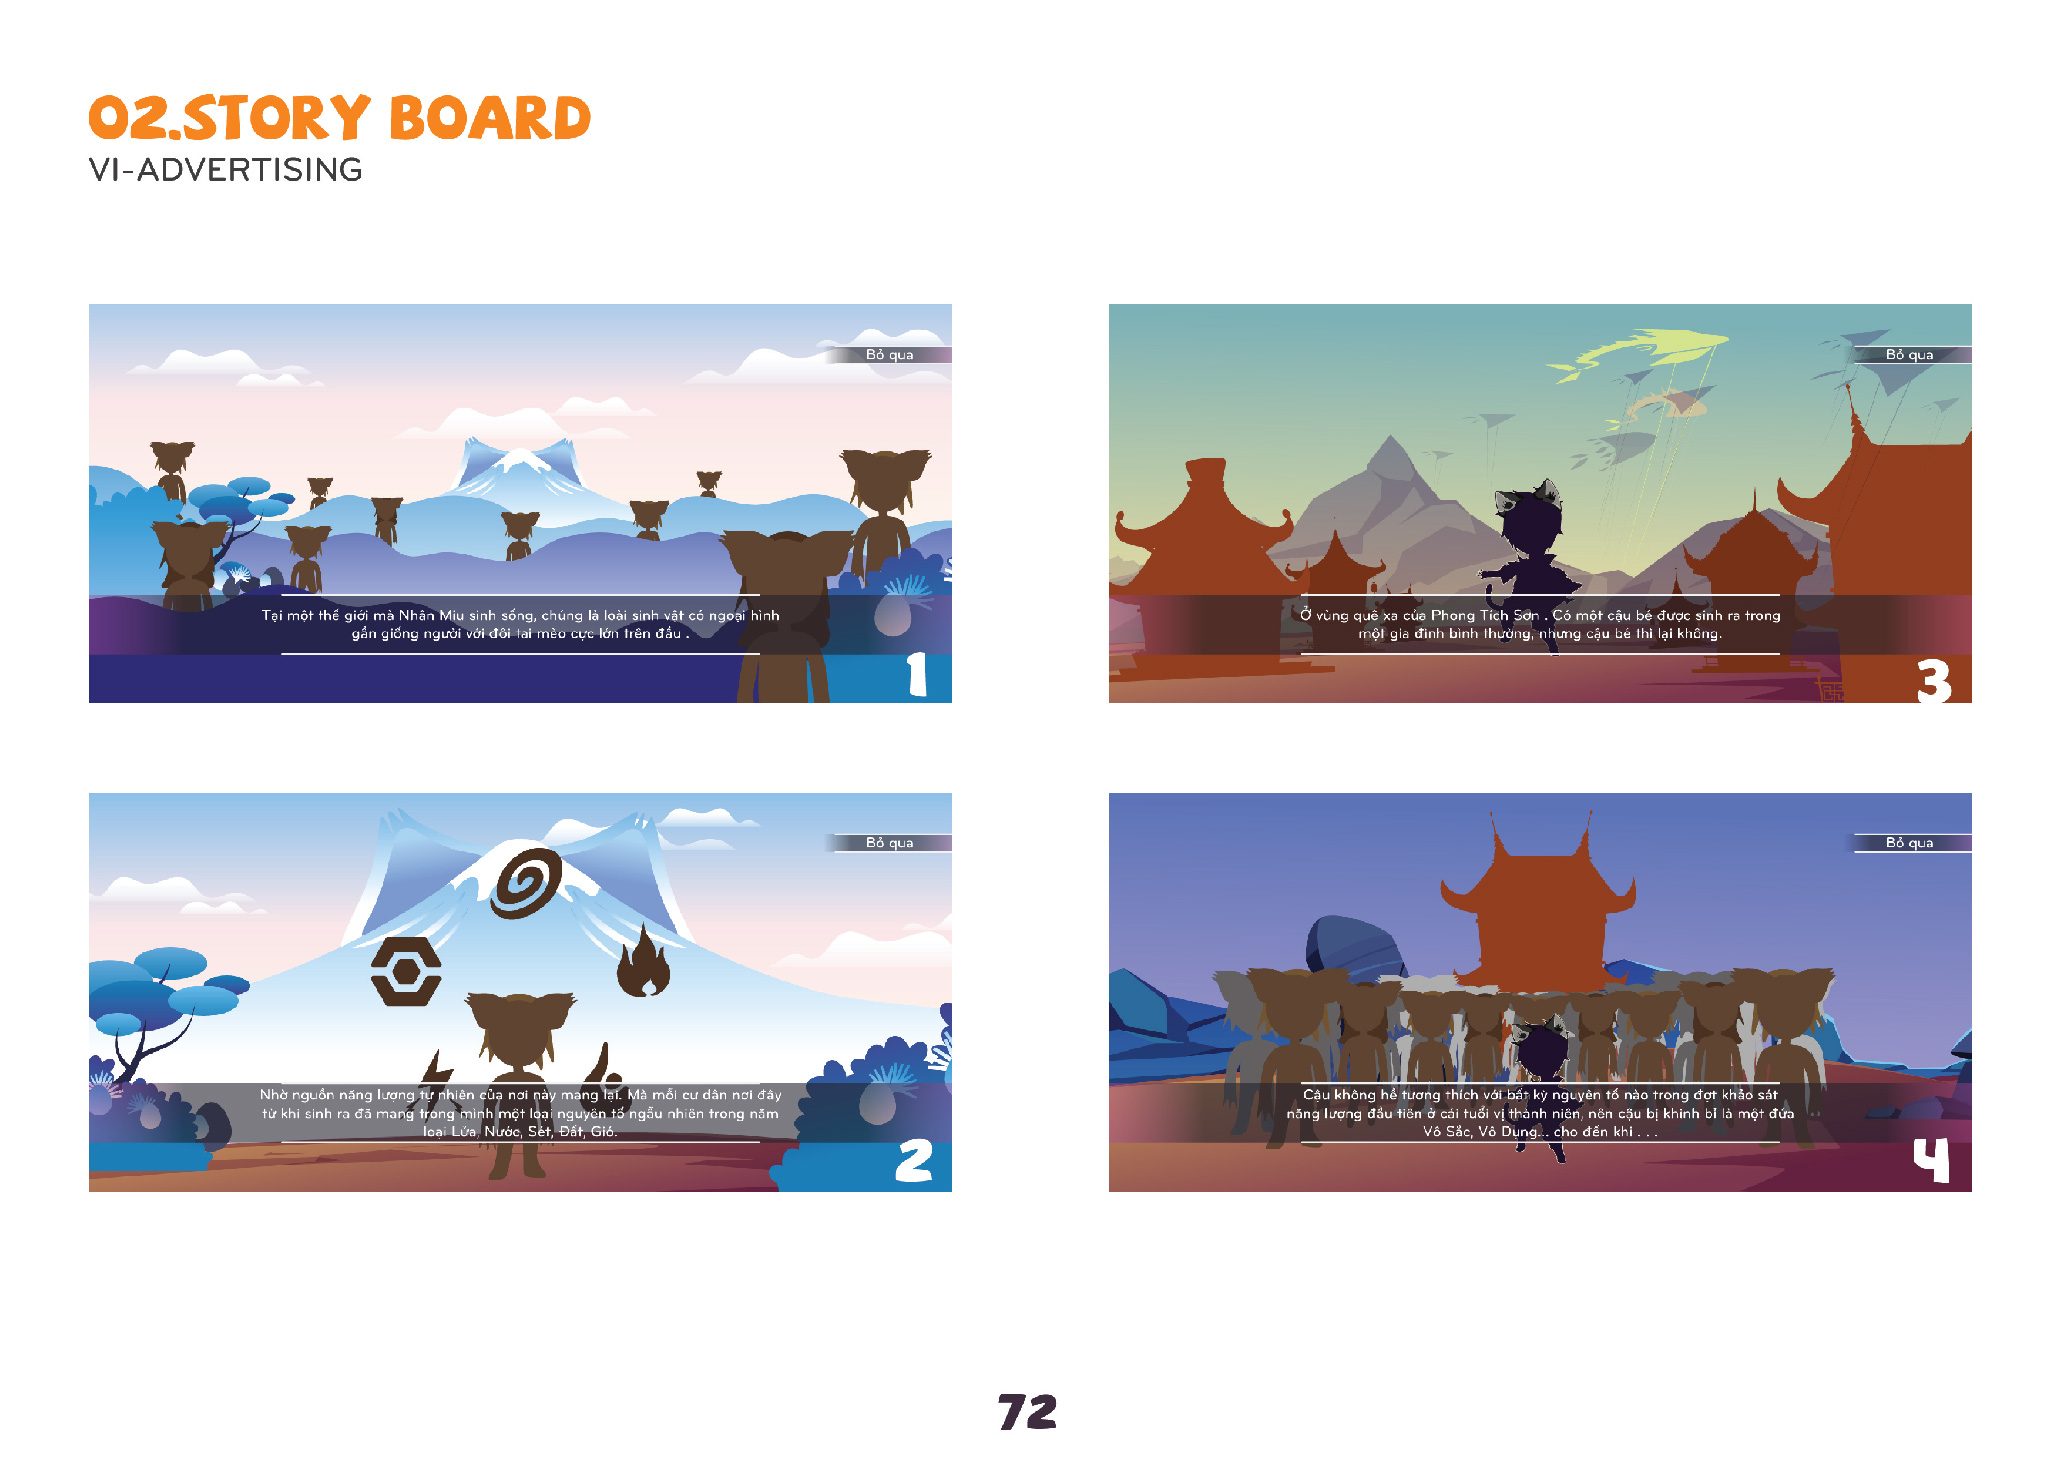 02.STORY BOARD
VI-ADVERTISING
Bỏ qua
Tại một thế giới mà Nhân Miu sinh sống, chúng là loài sinh vật có ngoại hình
gần giống người với đôi tai mèo cực lớn trên đầu .
1
Bỏ qua
Nhờ nguồn năng lượng tự nhiên của nơi này mang lại. Mà mỗi cư dân nơi đây
từ khi sinh ra đã mang trong mình một loại nguyên tố ngẫu nhiên trong năm
loại Lửa, Nước, Sét, Đất, Gió.
2
Bỏ qua
Ở vùng quê xa của Phong Tích Sơn . Có một cậu bé được sinh ra trong
một gia đình bình thường, nhưng cậu bé thì lại không.
3
Bỏ qua
Cậu không hề tương thích với bất kỳ nguyên tố nào trong đợt khảo sát
năng lượng đầu tiên ở cái tuổi vị thành niên, nên cậu bị khinh bỉ là một đứa
Vô Sắc, Vô Dụng... cho đến khi . . .
4
72